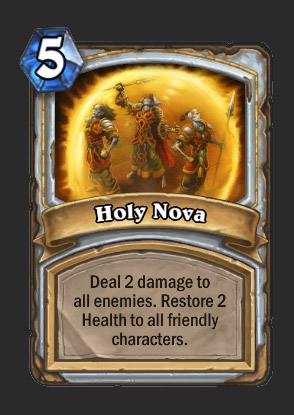 5
Holy Nova
Deal 2 damage to
all enemies. Restore 2
Health to all friendly
characters.